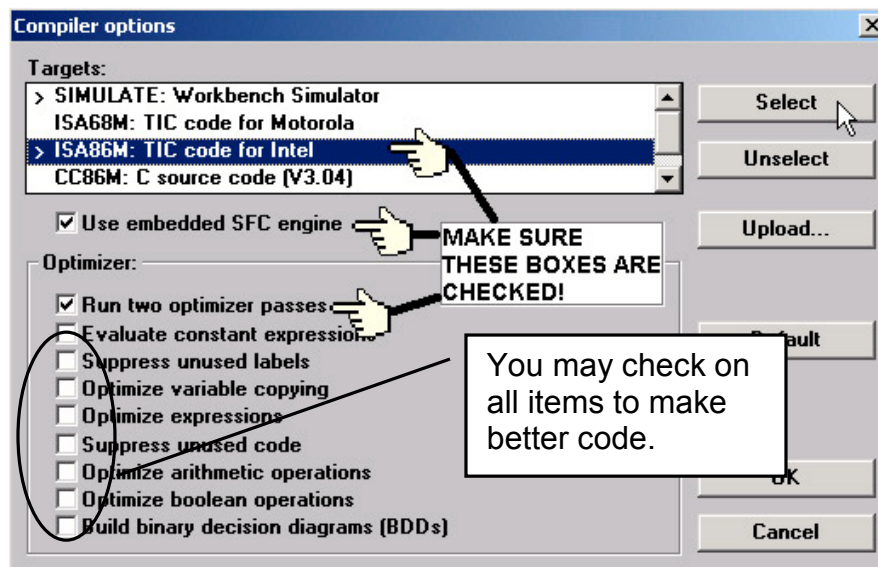 Compiler options
Targets:
> SIMULATE: Workbench Simulator
ISA68M: TIC code for Motorola
> ISA86M: TIC code for Intel
CC86M: C source code (V3.04)
Select
Unselect
Upload...
Use embedded SFC engine
MAKE SURE
THESE BOXES ARE
CHECKED!
Optimizer:
Run two optimizer passes
Evaluate constant expressions
Suppress unused labels
Optimize variable copying
Optimize expressions
Suppress unused code
Optimize arithmetic operations
Optimize boolean operations
Build binary decision diagrams (BDDs)
You may check on
all items to make
better code.
OK
Cancel